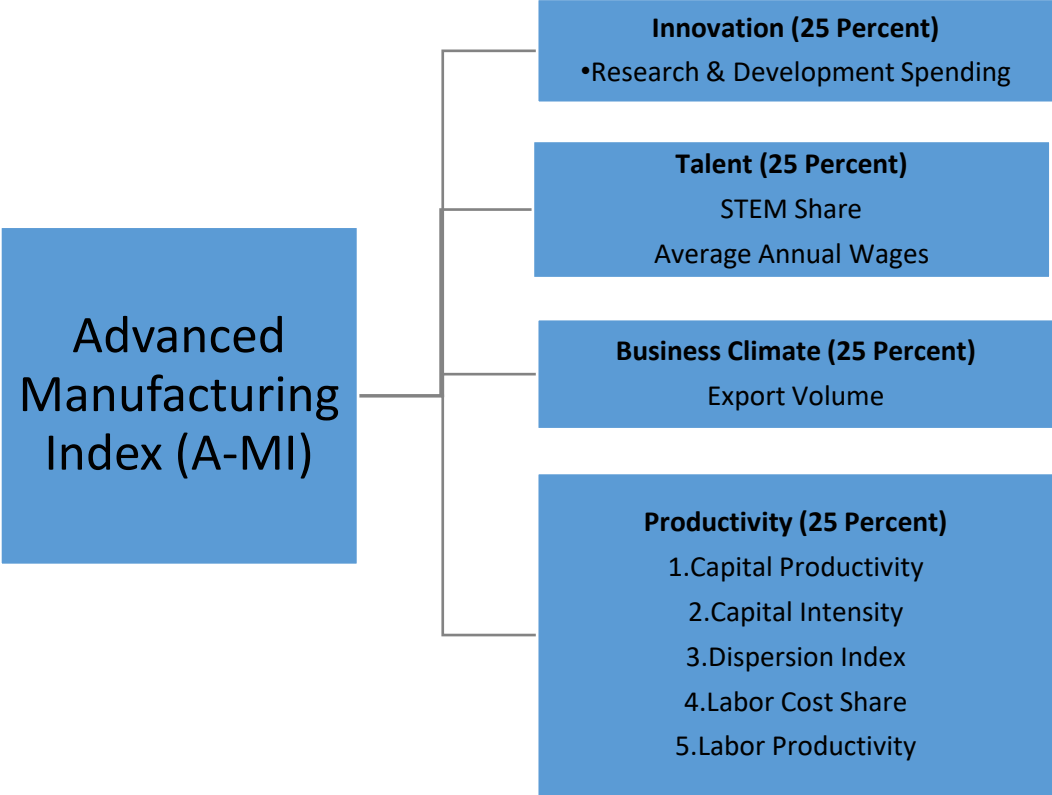 Advanced
Manufacturing
Index (A-MI)
Innovation (25 Percent)
•Research & Development Spending
Talent (25 Percent)
STEM Share
Average Annual Wages
Business Climate (25 Percent)
Export Volume
Productivity (25 Percent)
1.Capital Productivity
2.Capital Intensity
3.Dispersion Index
4.Labor Cost Share
5.Labor Productivity